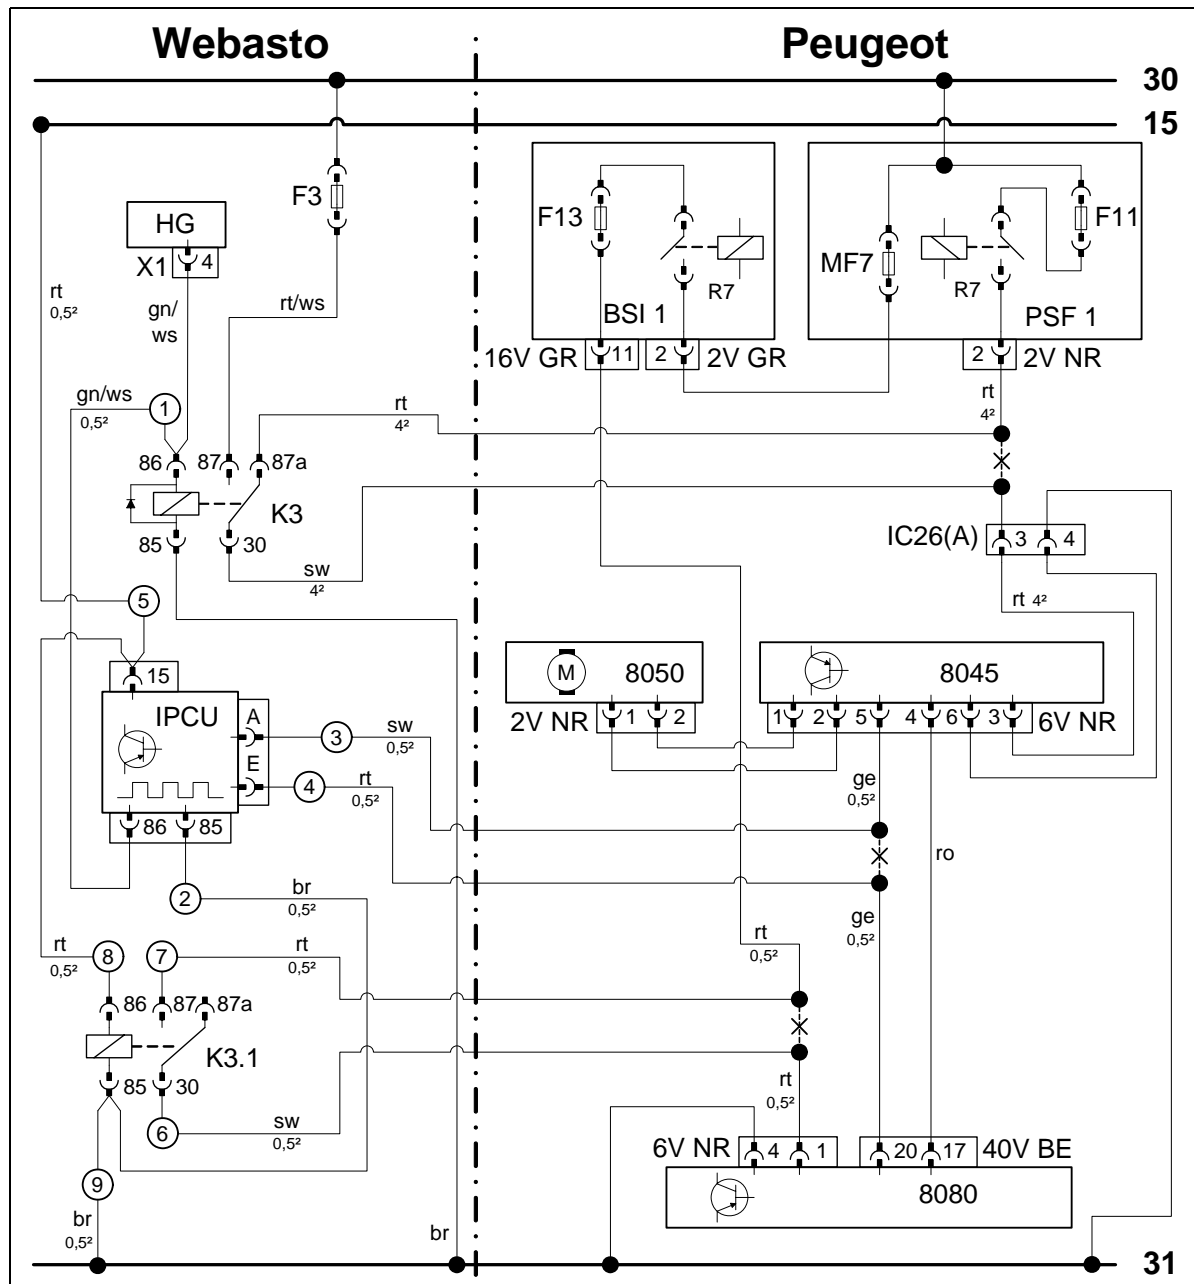 Webasto Peugeot
30
15
F3
HG
X1 4
rt
0,5²
gn/
ws
rt/ws
F13
R7
BSI 1
F11
MF7
R7
PSF 1
16V GR 11 2 2V GR
2 2V NR
rt
4²
gn/ws
0,5²
1
rt
4²
86 87 87a
K3
85 30
sw
4²
IC26(A) 3 4
rt 4²
5
15
IPCU
A
E
86 85
3
sw
0,5²
4
rt
0,5²
M 8050
2V NR 1 2
8045
1 2 5 4 6 3 6V NR
ge
0,5²
ro
ge
0,5²
2
br
0,5²
rt
0,5²
8
7
rt
0,5²
rt
0,5²
86 87 87a
K3.1
85 30
6
sw
0,5²
rt
0,5²
6V NR 4 1 20 17 40V BE
8080
9
br
0,5²
br
31